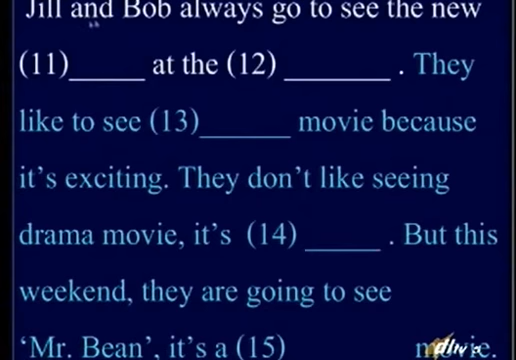 Jill and Bob always go to see the new
(11)_____ at the (12) _______ . They
like to see (13)______ movie because
it's exciting. They don't like seeing
drama movie, it's (14) _____ . But this
weekend, they are going to see
'Mr. Bean', it's a (15) movie.